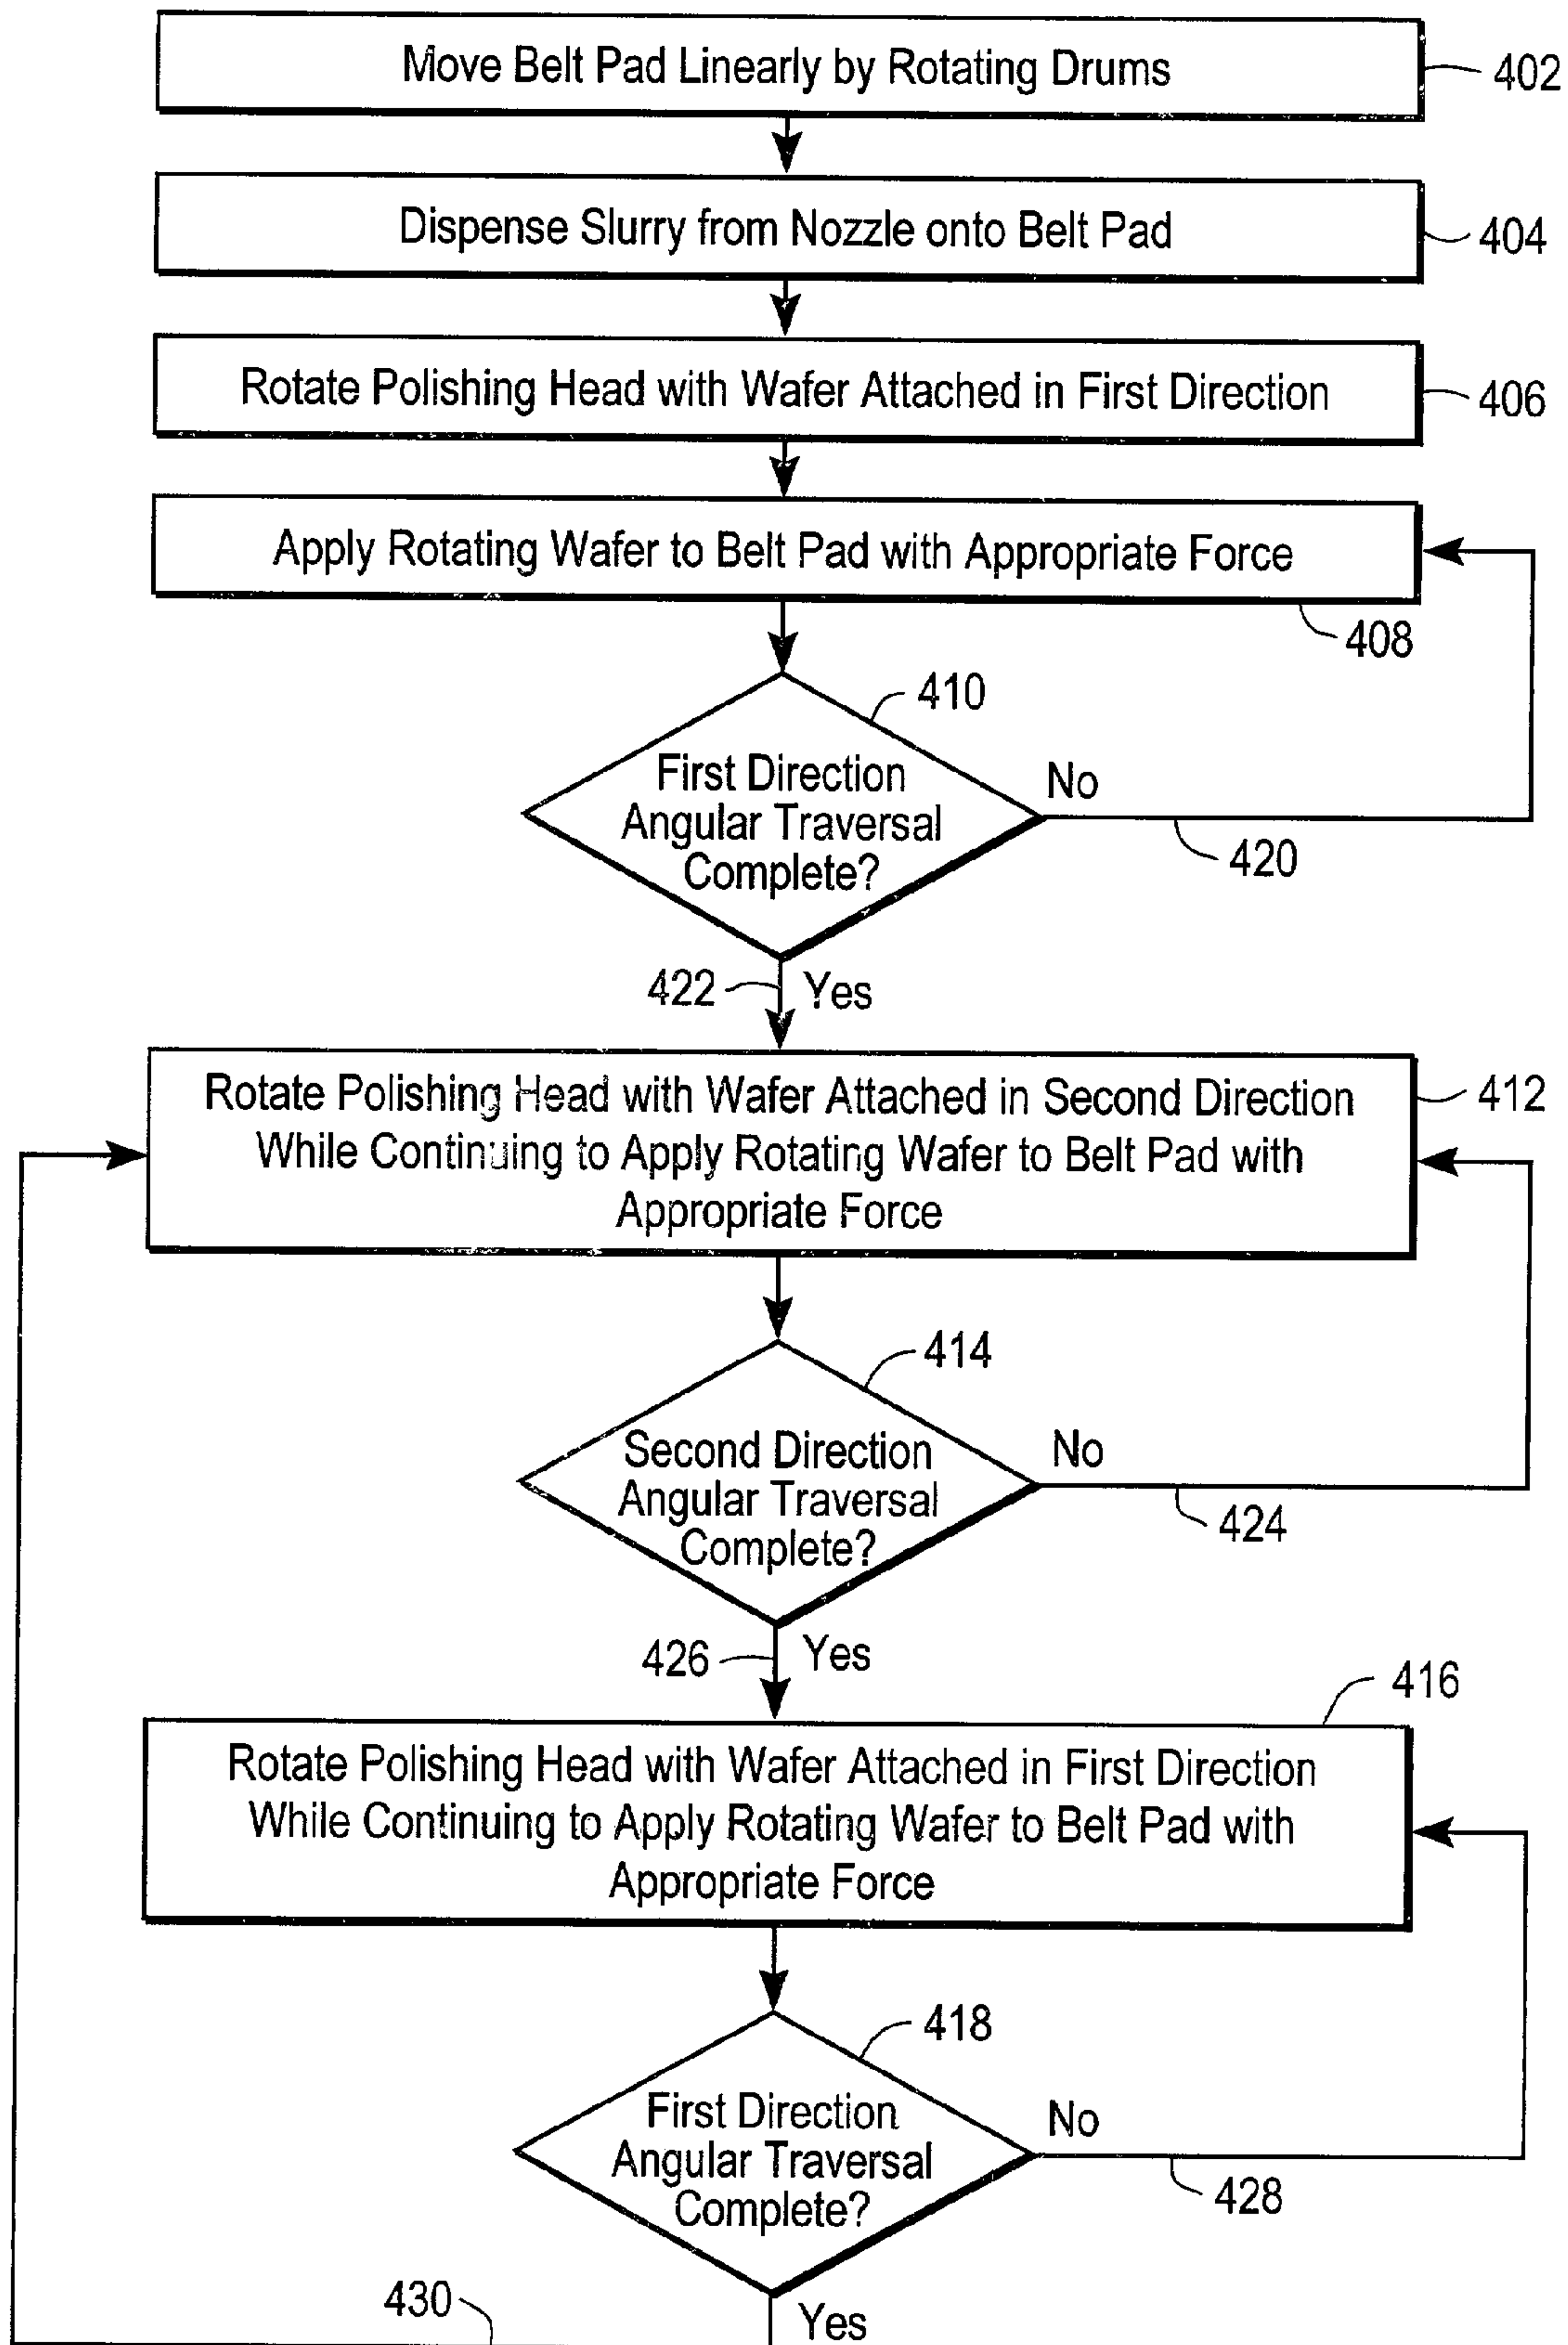 Move Belt Pad Linearly by Rotating Drums
402
Dispense Slurry from Nozzle onto Belt Pad
404
Rotate Polishing Head with Wafer Attached in First Direction
406
Apply Rotating Wafer to Belt Pad with Appropriate Force
408
410
First Direction
Angular Traversal
Complete?
No
420
422
Yes
Rotate Polishing Head with Wafer Attached in Second Direction
While Continuing to Apply Rotating Wafer to Belt Pad with
Appropriate Force
412
414
Second Direction
Angular Traversal
Complete?
No
424
426
Yes
416
Rotate Polishing Head with Wafer Attached in First Direction
While Continuing to Apply Rotating Wafer to Belt Pad with
Appropriate Force
418
First Direction
Angular Traversal
Complete?
No
428
430
Yes